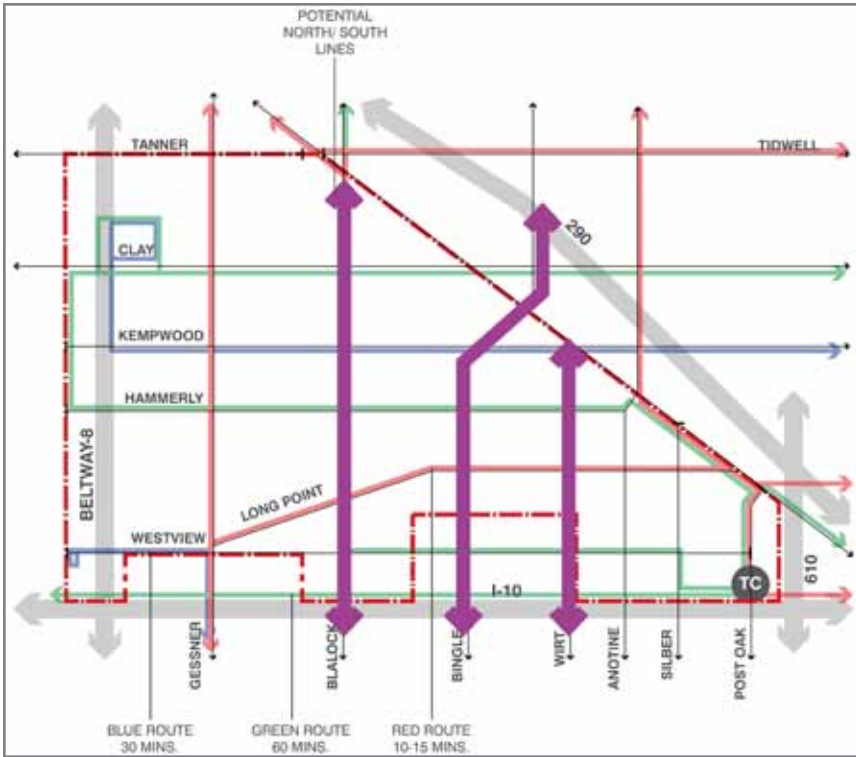 POTENTIAL
NORTH/ SOUTH
LINES
TANNER
TIDWELL
290
CLAY
KEMPWOOD
HAMMERLY
BELTWAY-8
LONG POINT
WESTVIEW
I-10
TC
610
GESSNER
BLALOCK
BINGLE
WIRT
ANOTINE
SILBER
POST OAK
BLUE ROUTE
30 MINS.
GREEN ROUTE
60 MINS.
RED ROUTE
10-15 MINS.